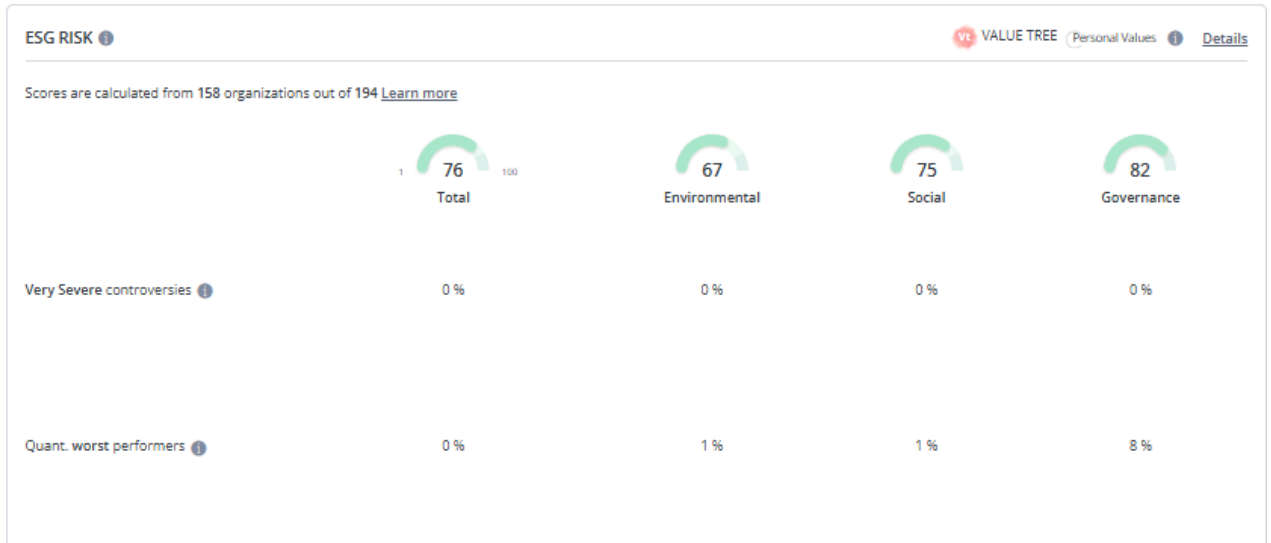 ESG RISK
Vt VALUE TREE Personal Values Details
Scores are calculated from 158 organizations out of 194 Learn more
1 76 100 67 75 82
Total Environmental Social Governance
Very Severe controversies 0 % 0 % 0 % 0 %
Quant. worst performers 0 % 1 % 1 % 8 %